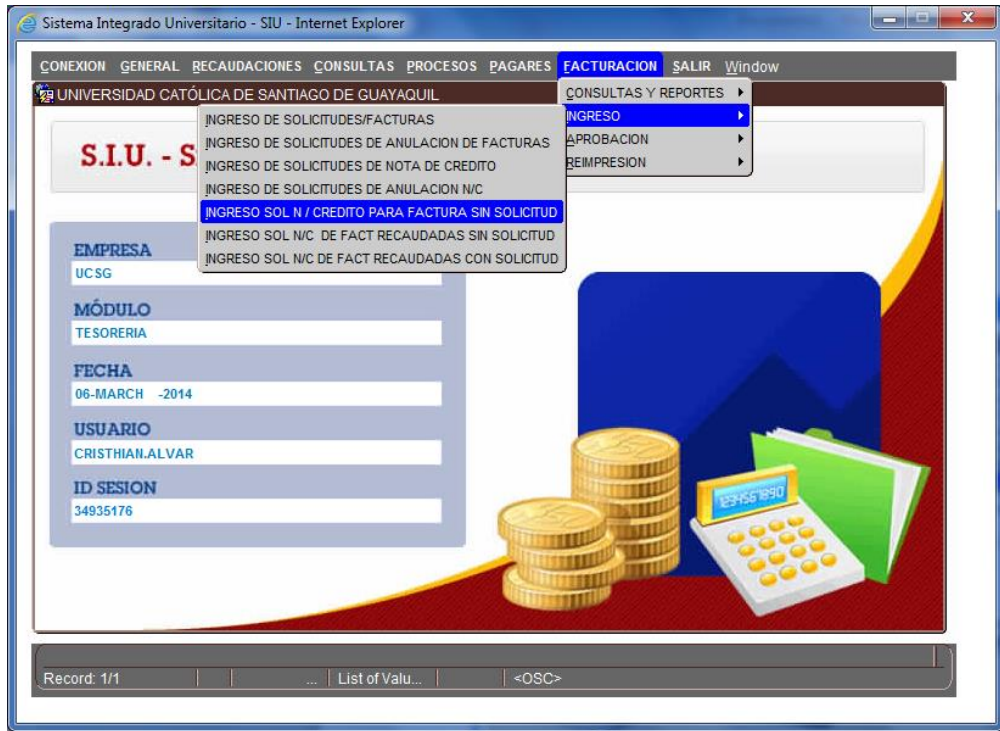 Sistema Integrado Universitario - SIU - Internet Explorer
CONEXION GENERAL RECAUDACIONES CONSULTAS PROCESOS PAGARES FACTURACION SALIR Window
UNIVERSIDAD CATÓLICA DE SANTIAGO DE GUAYAQUIL
CONSULTAS Y REPORTES
INGRESO
APROBACION
REIMPRESION
INGRESO DE SOLICITUDES/FACTURAS
INGRESO DE SOLICITUDES DE ANULACION DE FACTURAS
INGRESO DE SOLICITUDES DE NOTA DE CREDITO
INGRESO DE SOLICITUDES DE ANULACION N/C
INGRESO SOL N / CREDITO PARA FACTURA SIN SOLICITUD
INGRESO SOL N/C DE FACT RECAUDADAS SIN SOLICITUD
INGRESO SOL N/C DE FACT RECAUDADAS CON SOLICITUD
S.I.U. - S
EMPRESA
UCSG
MÓDULO
TESORERIA
FECHA
06-MARCH -2014
USUARIO
CRISTHIAN.ALVAR
ID SESION
34935176
1234567890
Record: 1/1 ... List of Valu... <OSC>